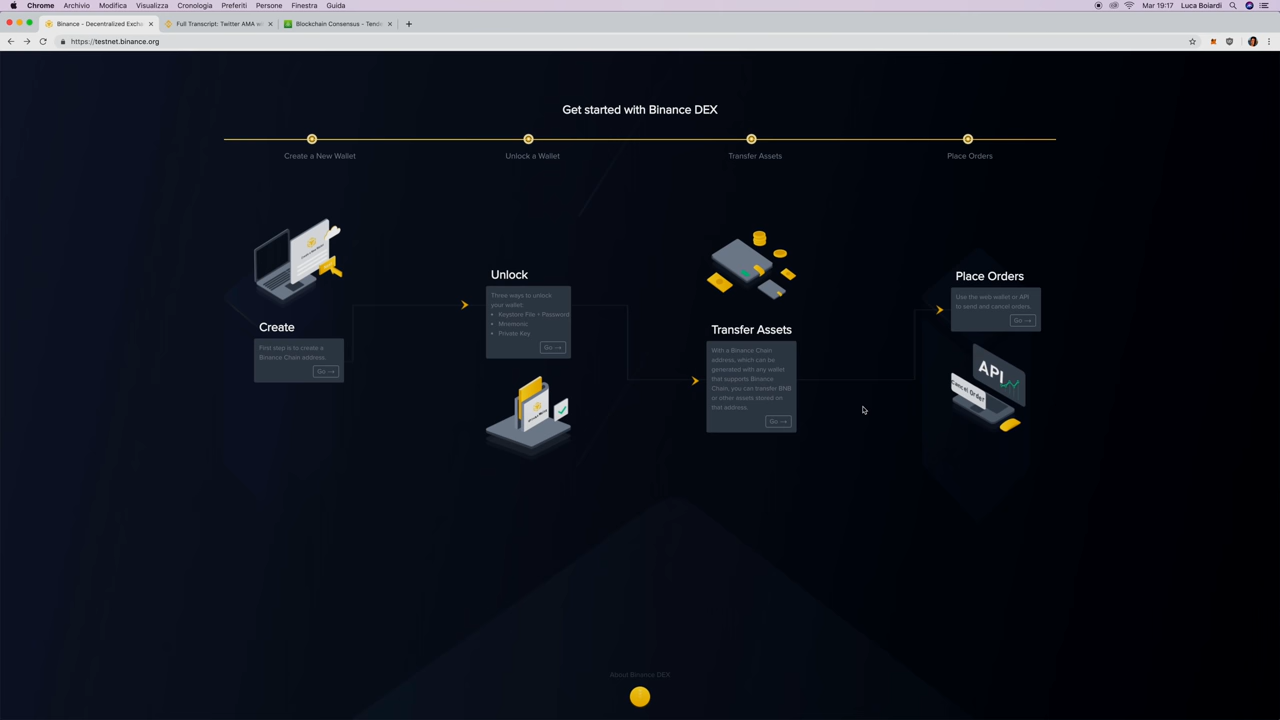 Chrome Archivio Modifica Visualizza Cronologia Preferiti Persone Finestra Guida Mar 19:17 Luca Boiardi
Binance - Decentralized Excha Full Transcript: Twitter AMA wi Blockchain Consensus - Tende
https://testnet.binance.org
Get started with Binance DEX
Create a New Wallet Unlock a Wallet Transfer Assets Place Orders
Create
First step is to create a
Binance Chain address.
Go →
Unlock
Three ways to unlock
your wallet:
• Keystore File + Password
• Mnemonic
• Private Key
Go →
Transfer Assets
With a Binance Chain
address, which can be
generated with any wallet
that supports Binance
Chain, you can transfer BNB
or other assets stored on
that address.
Go →
Place Orders
Use the web wallet or API
to send and cancel orders.
Go →
API
Cancel Order
About Binance DEX